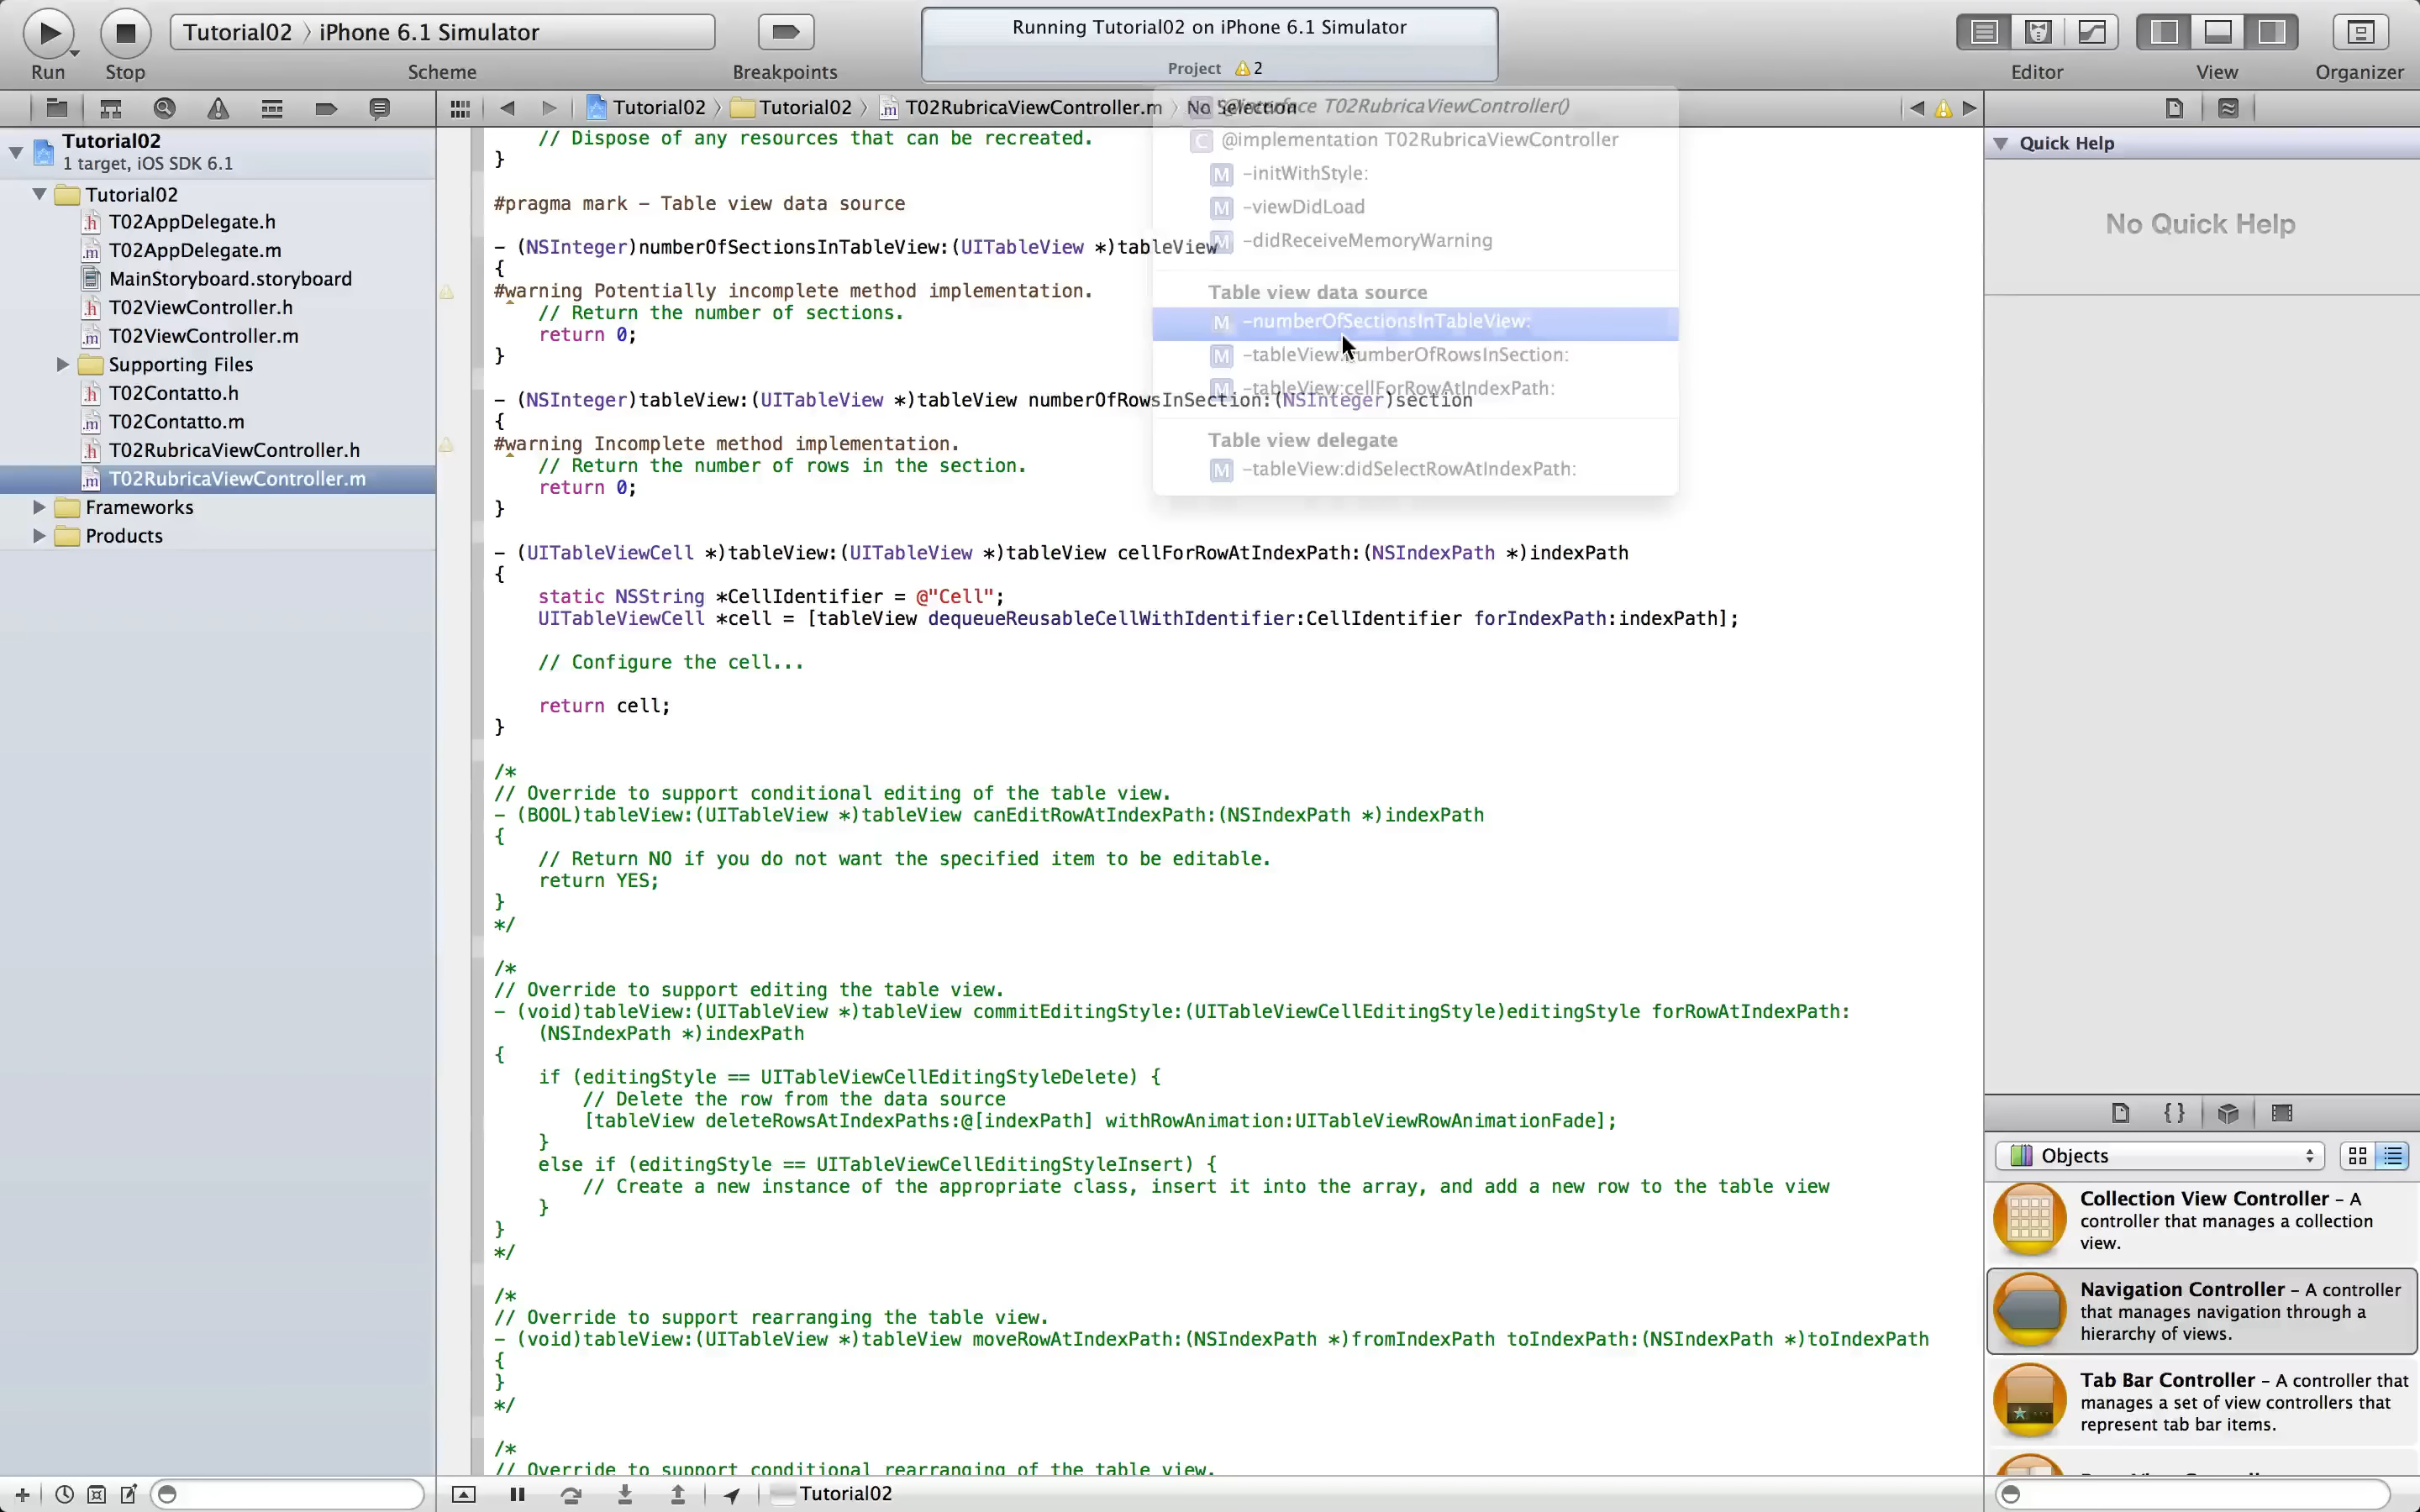 Tutorial02 〉 iPhone 6.1 Simulator
Running Tutorial02 on iPhone 6.1 Simulator
Project 2
Run
Stop
Scheme
Breakpoints
Editor
View
Organizer
Tutorial02 〉 Tutorial02 〉 T02RubricaViewController.m 〉 No Selection
Tutorial02
1 target, iOS SDK 6.1
Tutorial02
T02AppDelegate.h
T02AppDelegate.m
MainStoryboard.storyboard
T02ViewController.h
T02ViewController.m
Supporting Files
T02Contatto.h
T02Contatto.m
T02RubricaViewController.h
T02RubricaViewController.m
Frameworks
Products
// Dispose of any resources that can be recreated.
}
#pragma mark - Table view data source
- (NSInteger)numberOfSectionsInTableView:(UITableView *)tableView
{
#warning Potentially incomplete method implementation.
// Return the number of sections.
return 0;
}
- (NSInteger)tableView:(UITableView *)tableView numberOfRowsInSection:(NSInteger)section
{
#warning Incomplete method implementation.
// Return the number of rows in the section.
return 0;
}
- (UITableViewCell *)tableView:(UITableView *)tableView cellForRowAtIndexPath:(NSIndexPath *)indexPath
{
static NSString *CellIdentifier = @"Cell";
UITableViewCell *cell = [tableView dequeueReusableCellWithIdentifier:CellIdentifier forIndexPath:indexPath];
// Configure the cell...
return cell;
}
/*
// Override to support conditional editing of the table view.
- (BOOL)tableView:(UITableView *)tableView canEditRowAtIndexPath:(NSIndexPath *)indexPath
{
// Return NO if you do not want the specified item to be editable.
return YES;
}
*/
/*
// Override to support editing the table view.
- (void)tableView:(UITableView *)tableView commitEditingStyle:(UITableViewCellEditingStyle)editingStyle forRowAtIndexPath:
(NSIndexPath *)indexPath
{
if (editingStyle == UITableViewCellEditingStyleDelete) {
// Delete the row from the data source
[tableView deleteRowsAtIndexPaths:@[indexPath] withRowAnimation:UITableViewRowAnimationFade];
}
else if (editingStyle == UITableViewCellEditingStyleInsert) {
// Create a new instance of the appropriate class, insert it into the array, and add a new row to the table view
}
}
*/
/*
// Override to support rearranging the table view.
- (void)tableView:(UITableView *)tableView moveRowAtIndexPath:(NSIndexPath *)fromIndexPath toIndexPath:(NSIndexPath *)toIndexPath
{
}
*/
/*
// Override to support conditional rearranging of the table view.
@interface T02RubricaViewController()
C @implementation T02RubricaViewController
M -initWithStyle:
M -viewDidLoad
M -didReceiveMemoryWarning
Table view data source
M -numberOfSectionsInTableView:
M -tableView:numberOfRowsInSection:
M -tableView:cellForRowAtIndexPath:
Table view delegate
M -tableView:didSelectRowAtIndexPath:
Quick Help
No Quick Help
{ }
Objects
Collection View Controller - A
controller that manages a collection
view.
Navigation Controller - A controller
that manages navigation through a
hierarchy of views.
Tab Bar Controller - A controller that
manages a set of view controllers that
represent tab bar items.
Tutorial02